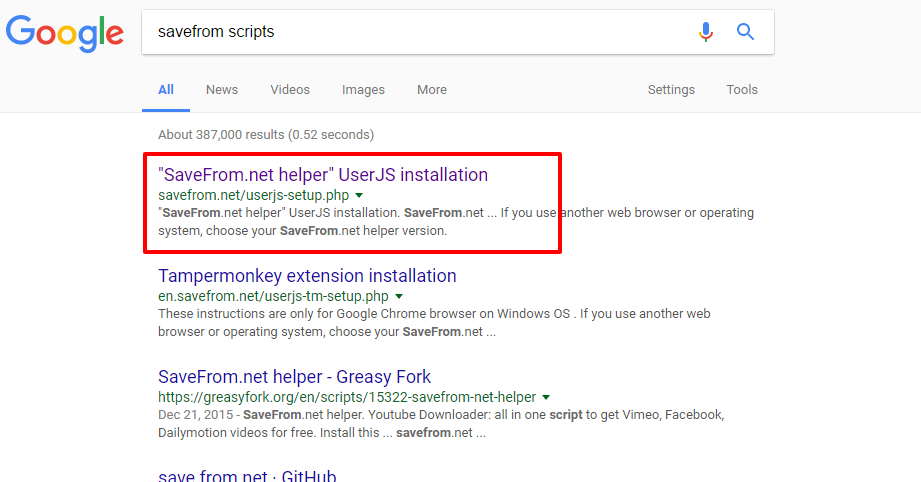 Google
savefrom scripts
All News Videos Images More Settings Tools
About 387,000 results (0.52 seconds)
"SaveFrom.net helper" UserJS installation
savefrom.net/userjs-setup.php
"SaveFrom.net helper" UserJS installation. SaveFrom.net ... If you use another web browser or operating
system, choose your SaveFrom.net helper version.
Tampermonkey extension installation
en.savefrom.net/userjs-tm-setup.php
These instructions are only for Google Chrome browser on Windows OS . If you use another web
browser or operating system, choose your SaveFrom.net ...
SaveFrom.net helper - Greasy Fork
https://greasyfork.org/en/scripts/15322-savefrom-net-helper
Dec 21, 2015 - SaveFrom.net helper. Youtube Downloader: all in one script to get Vimeo, Facebook,
Dailymotion videos for free. Install this ... savefrom.net ...
save from net · GitHub